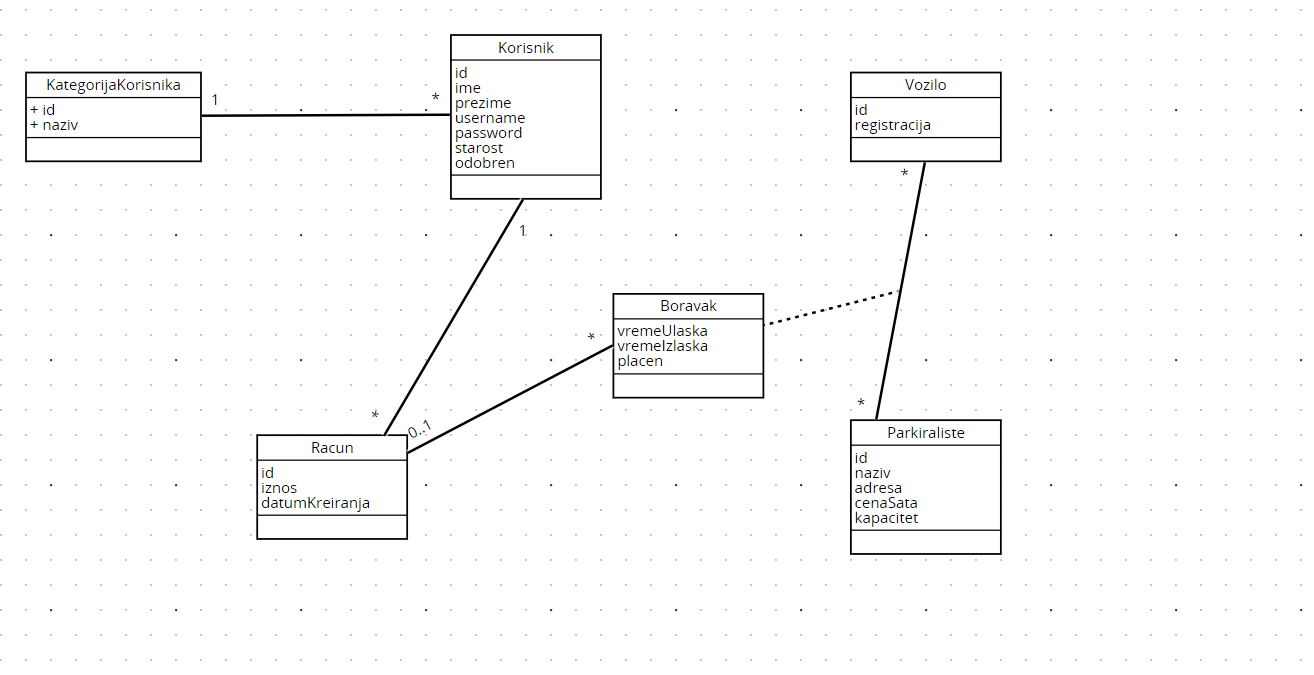 KategorijaKorisnika
+ id
+ naziv
1
*
Korisnik
id
ime
prezime
username
password
starost
odobren
1
*
Vozilo
id
registracija
*
*
Boravak
vremeUlaska
vremeIzlaska
placen
*
0..1
Racun
id
iznos
datumKreiranja
Parkiraliste
id
naziv
adresa
cenaSata
kapacitet